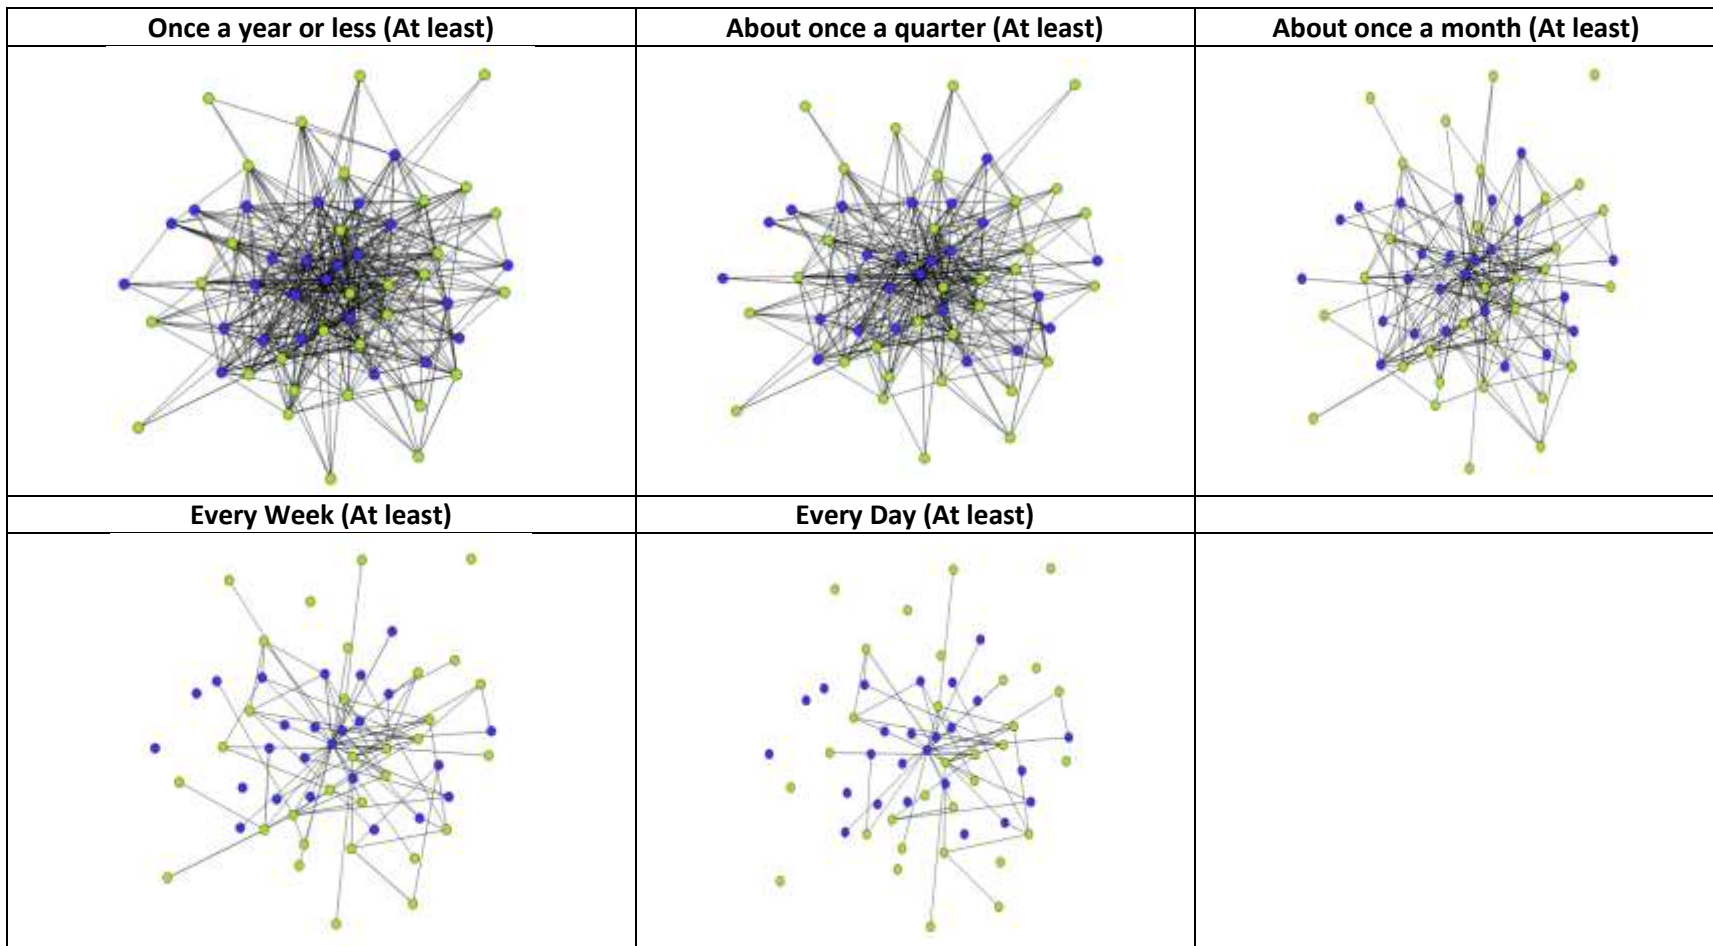 Once a year or less (At least)
About once a quarter (At least)
About once a month (At least)
Every Week (At least)
Every Day (At least)